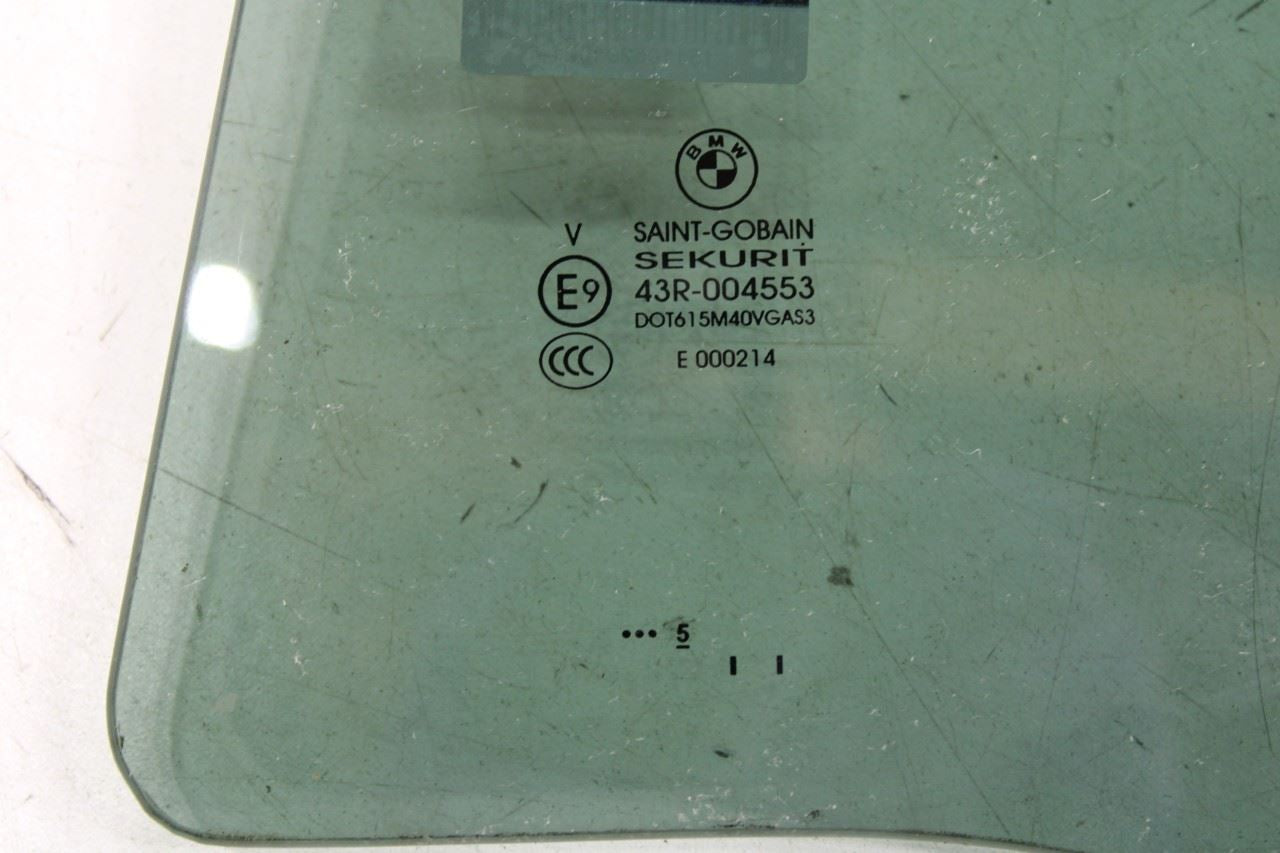 BMW
V SAINT-GOBAIN
SEKURIT
E9 43R-004553
DOT615M40VGAS3
CCC E 000214
••• 5